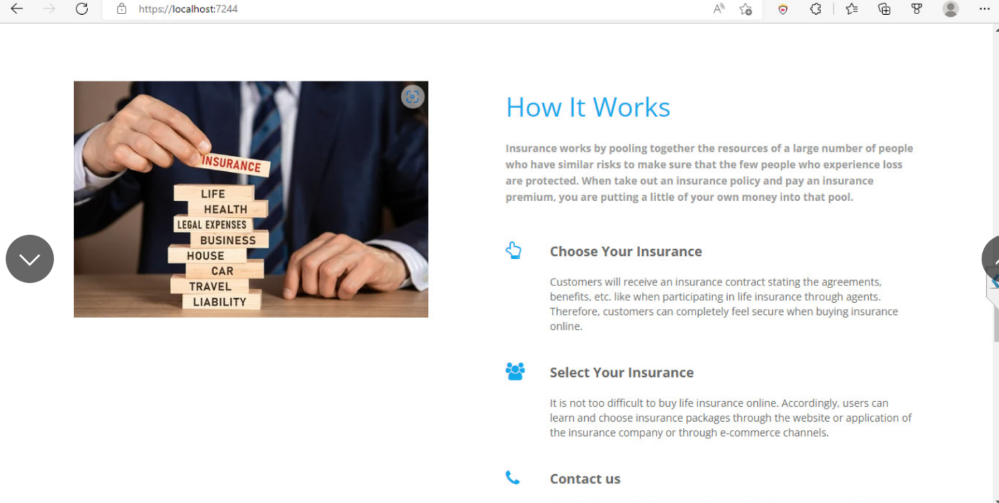 https://localhost:7244
How It Works
Insurance works by pooling together the resources of a large number of people
who have similar risks to make sure that the few people who experience loss
are protected. When take out an insurance policy and pay an insurance
premium, you are putting a little of your own money into that pool.
INSURANCE
LIFE
HEALTH
LEGAL EXPENSES
BUSINESS
HOUSE
CAR
TRAVEL
LIABILITY
Choose Your Insurance
Customers will receive an insurance contract stating the agreements,
benefits, etc. like when participating in life insurance through agents.
Therefore, customers can completely feel secure when buying insurance
online.
Select Your Insurance
It is not too difficult to buy life insurance online. Accordingly, users can
learn and choose insurance packages through the website or application of
the insurance company or through e-commerce channels.
Contact us